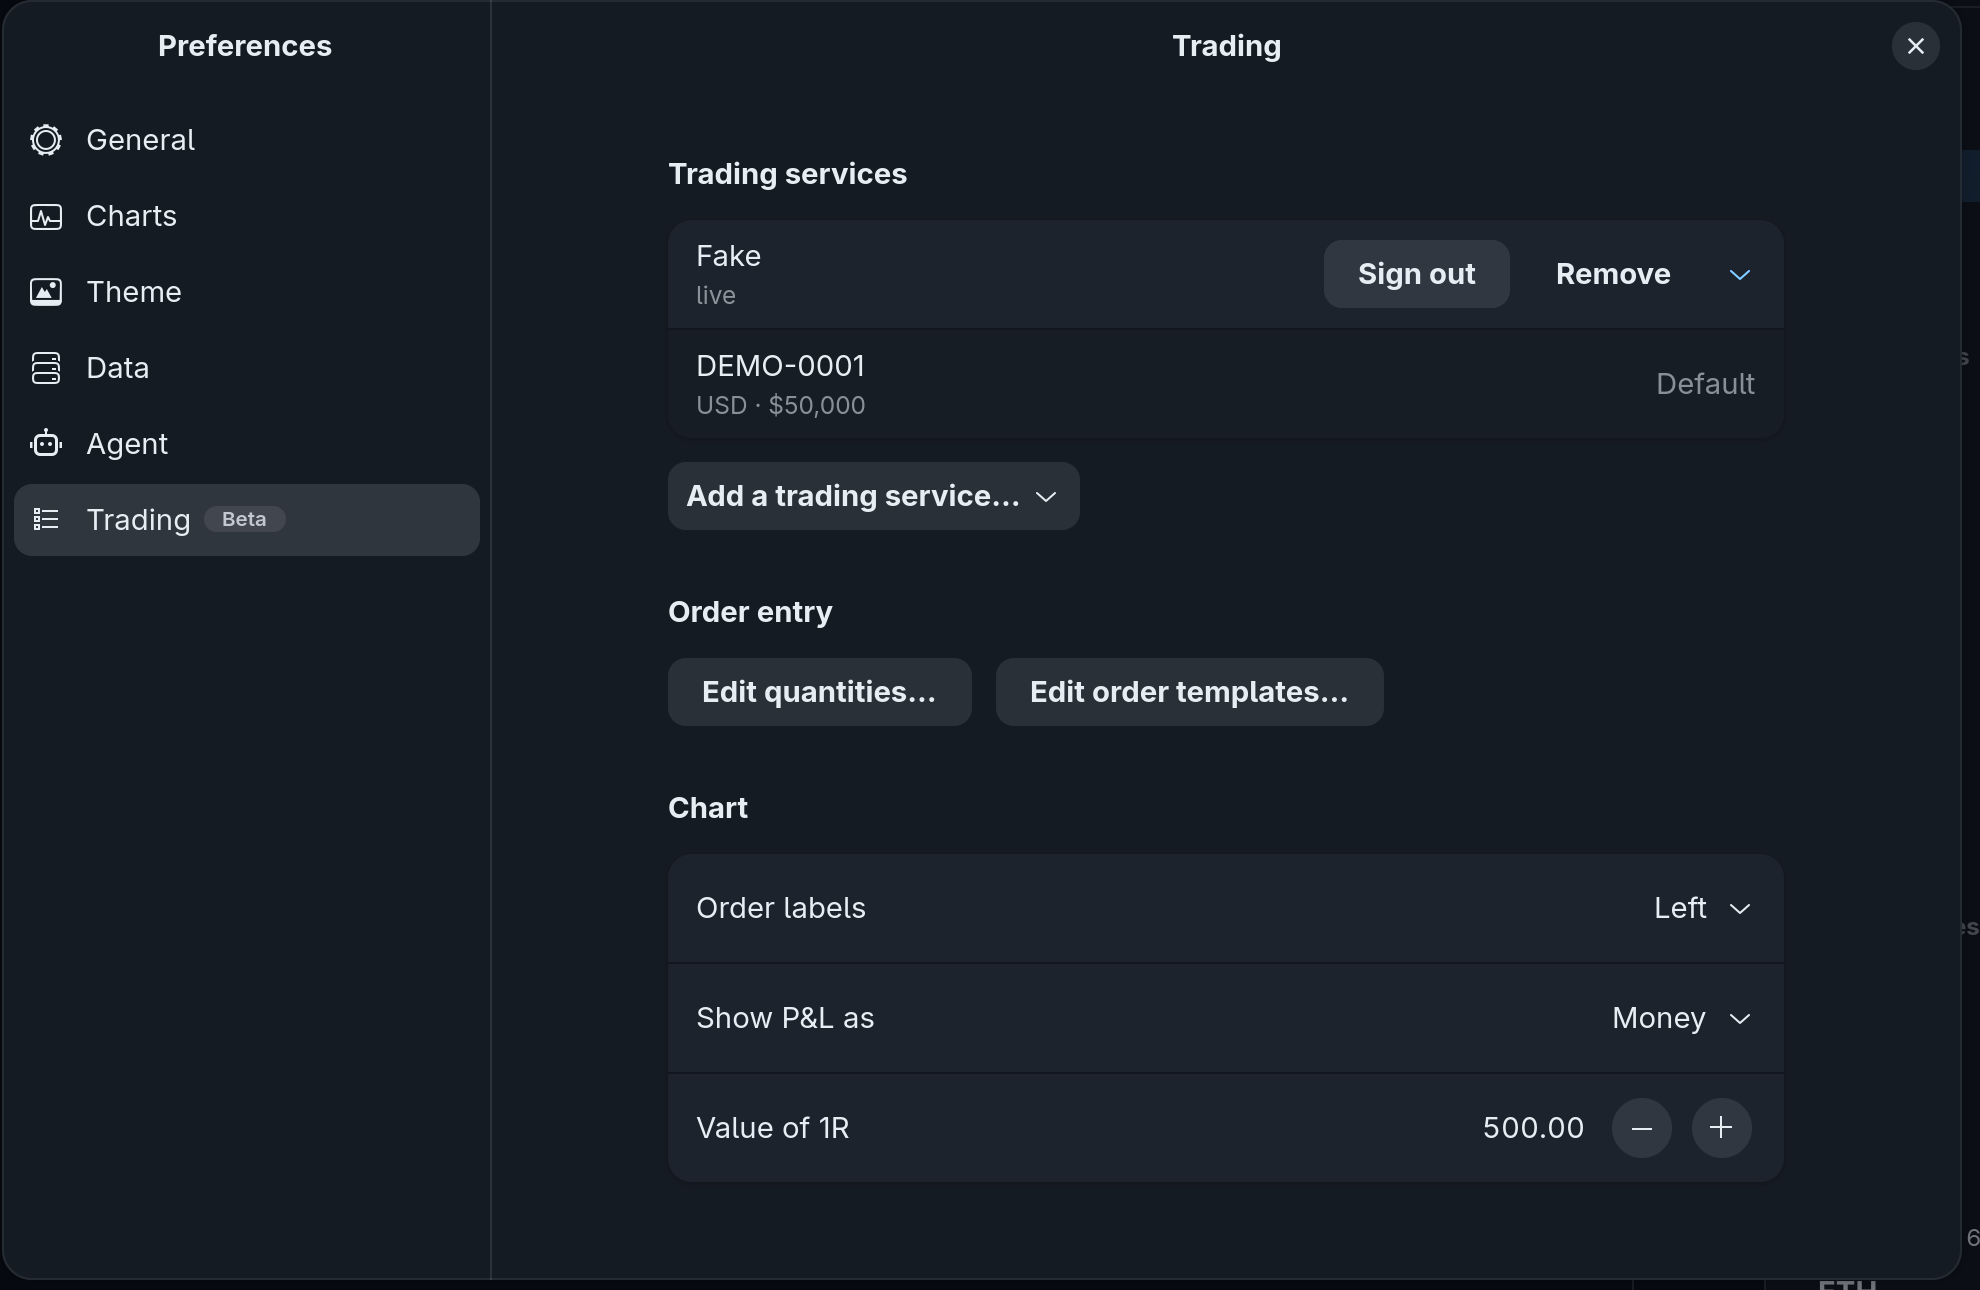 Preferences
General
Charts
Theme
Data
Agent
Trading Beta
Trading
Trading services
Fake
live
Sign out
Remove
DEMO-0001
USD · $50,000
Default
Add a trading service...
Order entry
Edit quantities...
Edit order templates...
Chart
Order labels
Left
Show P&L as
Money
Value of 1R
500.00